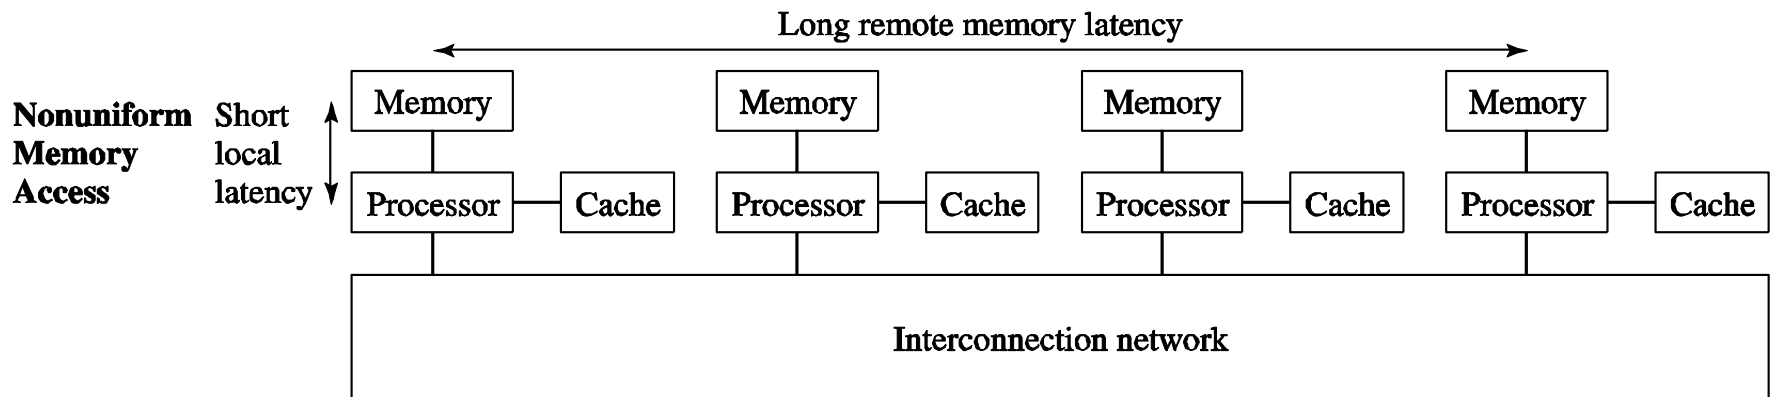 Long remote memory latency
Memory Memory Memory Memory
Nonuniform Short
Memory local
Access latency
Processor Cache Processor Cache Processor Cache Processor Cache
Interconnection network